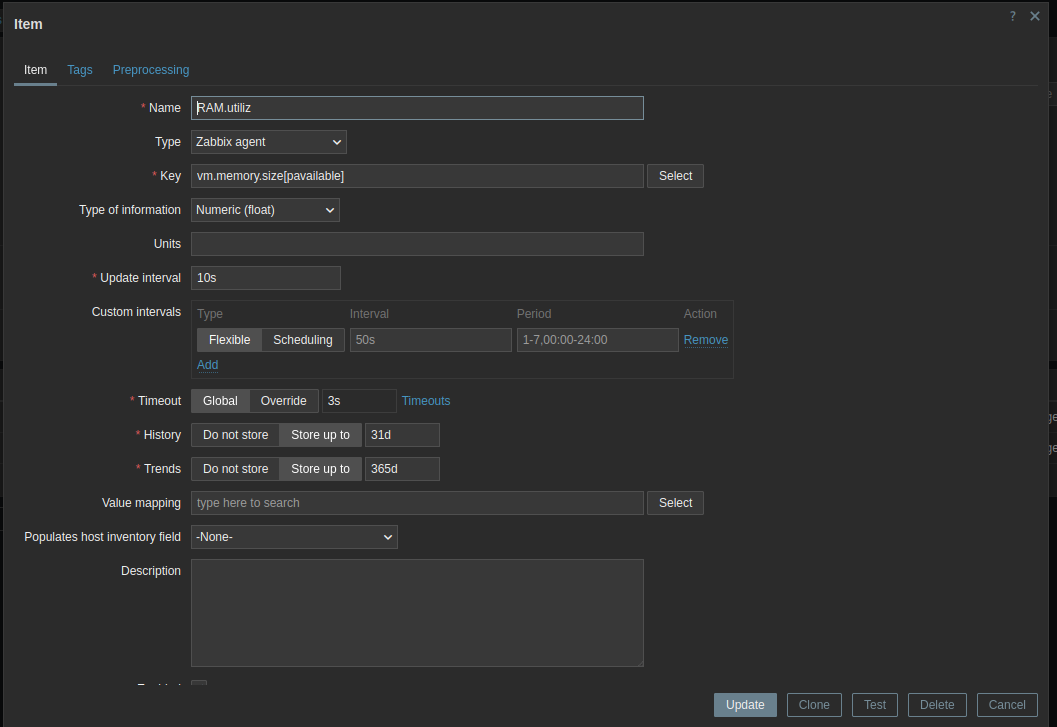 Item
? ✕
Item Tags Preprocessing
* Name RAM.utiliz
Type Zabbix agent
* Key vm.memory.size[pavailable] Select
Type of information Numeric (float)
Units
* Update interval 10s
Custom intervals Type Interval Period Action
Flexible Scheduling 50s 1-7,00:00-24:00 Remove
Add
* Timeout Global Override 3s Timeouts
* History Do not store Store up to 31d
* Trends Do not store Store up to 365d
Value mapping type here to search Select
Populates host inventory field -None-
Description
Update Clone Test Delete Cancel